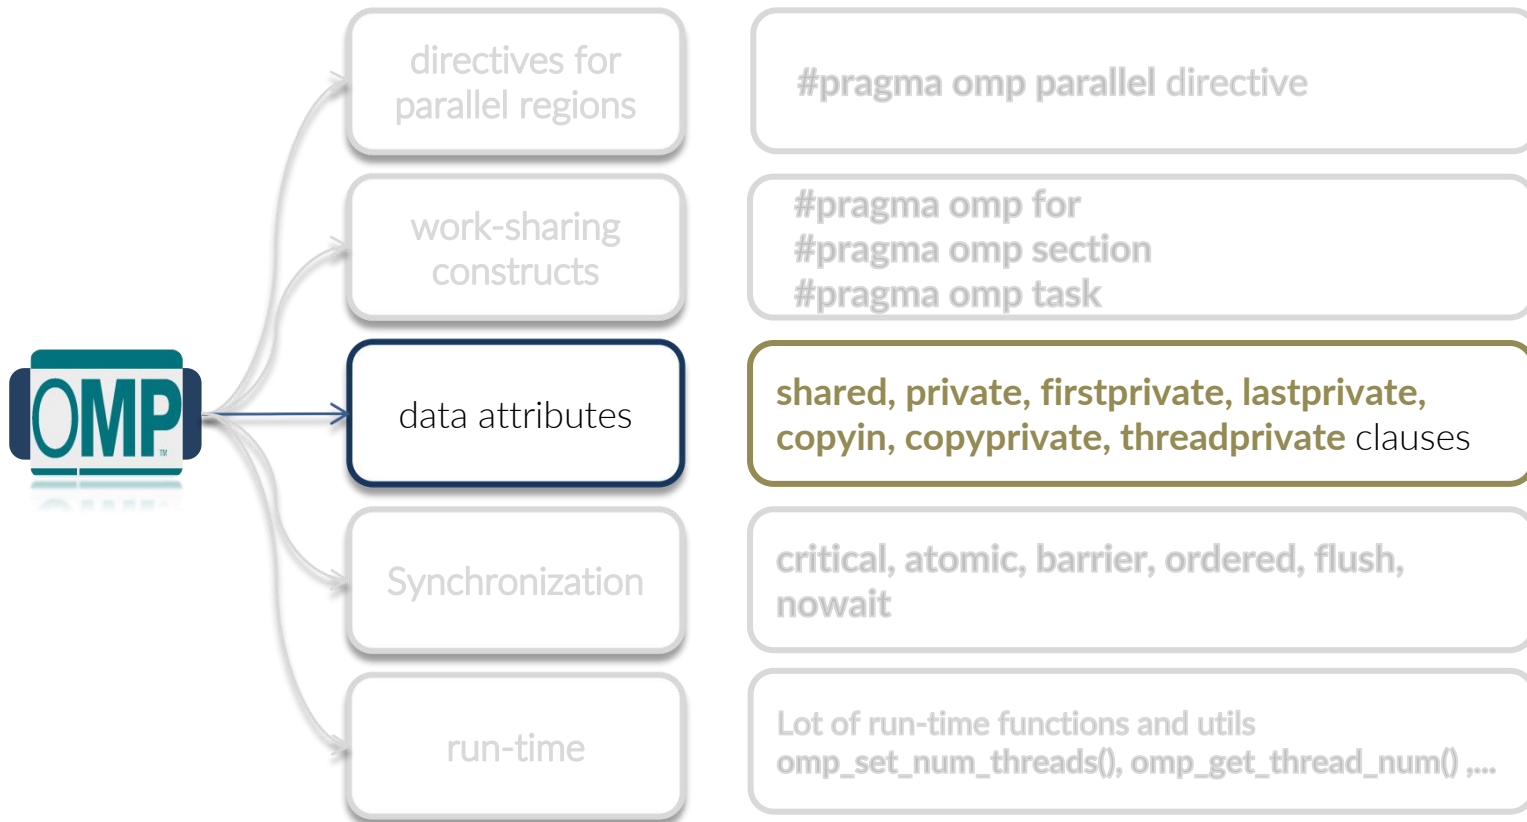 directives for
parallel regions
#pragma omp parallel directive
work-sharing
constructs
#pragma omp for
#pragma omp section
#pragma omp task
OMP™
data attributes
shared, private, firstprivate, lastprivate,
copyin, copyprivate, threadprivate clauses
Synchronization
critical, atomic, barrier, ordered, flush,
nowait
run-time
Lot of run-time functions and utils
omp_set_num_threads(), omp_get_thread_num() ,...